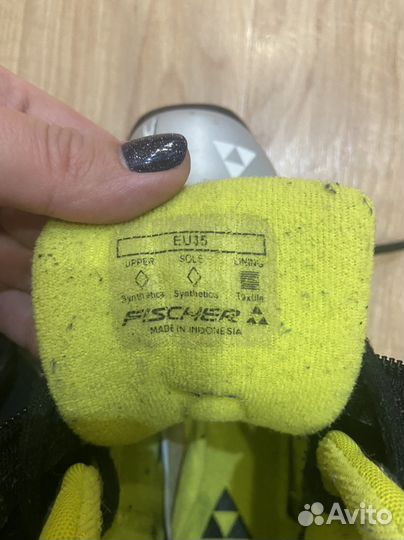 EU35
UPPER SOLE LINING
Synthetics Synthetics Textile
FISCHER
MADE IN INDONESIA
Avito